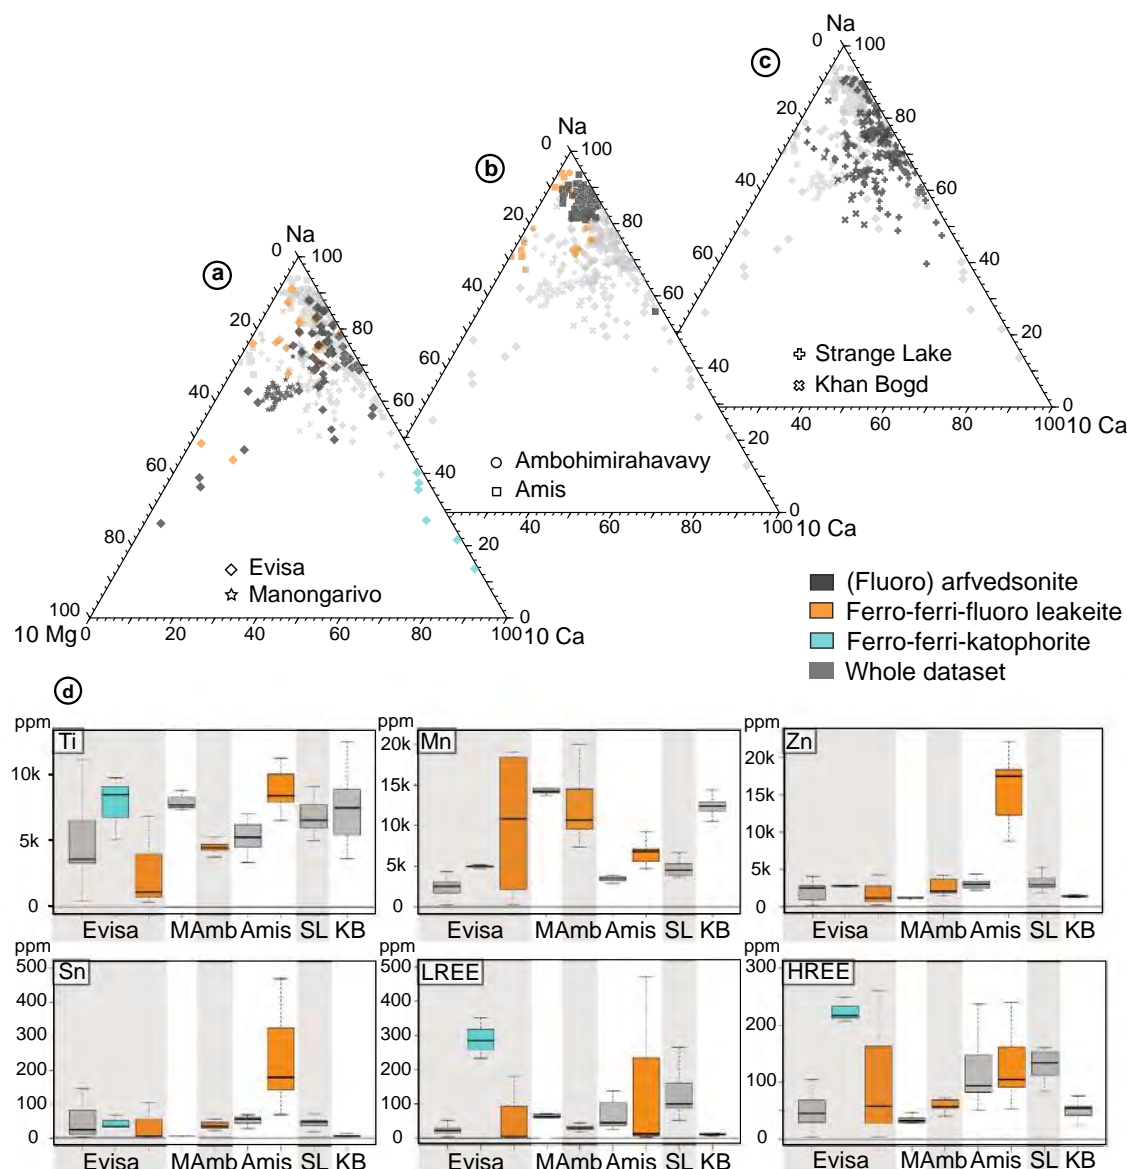 Na
0
100
c
20
80
40
60
60
40
20
0
20
40
60
80
100
10 Ca
Strange Lake
Khan Bogd
Na
0
100
b
20
80
40
60
60
40
20
0
40
60
80
100
10 Ca
Ambohimirahavavy
Amis
Na
0
100
a
20
80
40
60
60
40
80
20
100
0
10 Mg
0
20
40
60
80
100
10 Ca
Evisa
Manongarivo
(Fluoro) arfvedsonite
Ferro-ferri-fluoro leakeite
Ferro-ferri-katophorite
Whole dataset
d
ppm
Ti
10k
5k
0
Evisa MAmb Amis SL KB
ppm
Mn
20k
15k
10k
5k
0
Evisa MAmb Amis SL KB
ppm
Zn
20k
15k
10k
5k
0
Evisa MAmb Amis SL KB
ppm
Sn
500
400
300
200
100
0
Evisa MAmb Amis SL KB
ppm
LREE
500
400
300
200
100
0
Evisa MAmb Amis SL KB
ppm
HREE
300
200
100
0
Evisa MAmb Amis SL KB